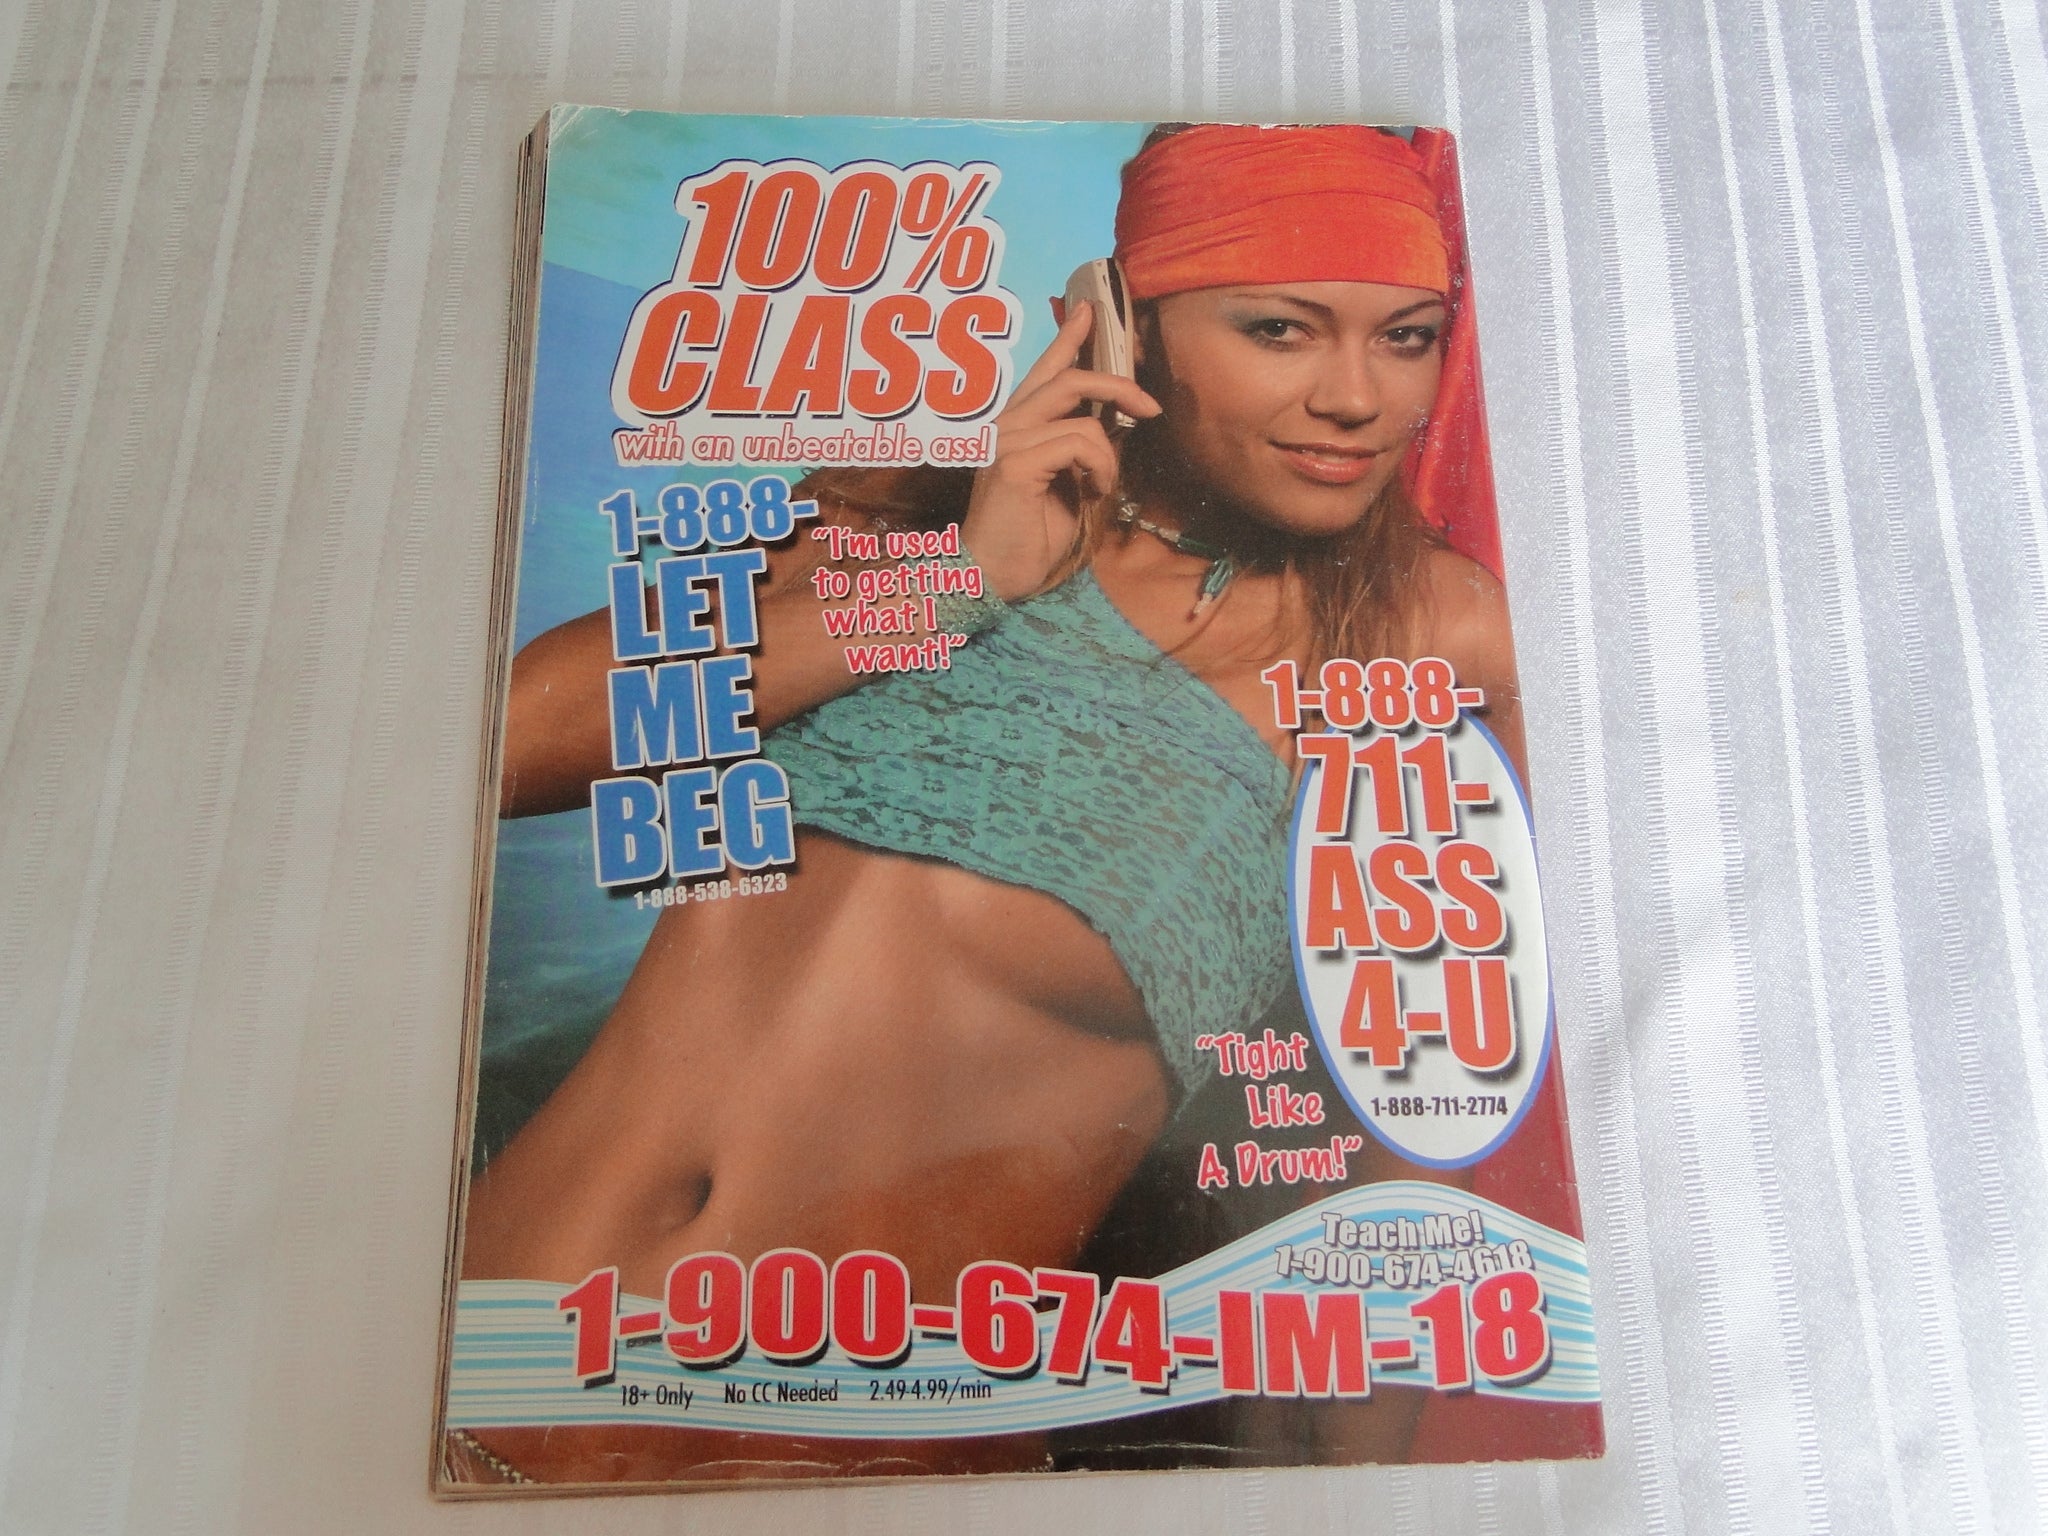 100%
CLASS
with an unbeatable ass!
1-888-
LET
ME
BEG
1-888-538-6323
"I'm used
to getting
what I
want!"
1-888-
711-
ASS
4-U
1-888-711-2774
"Tight
Like
A Drum!"
Teach Me!
1-900-674-4618
1-900-674-IM-18
18+ Only No CC Needed 2.49-4.99/min